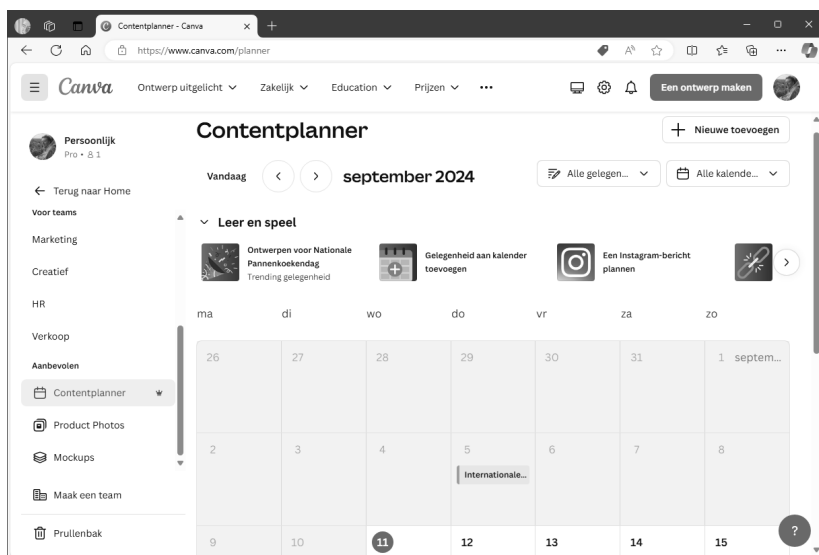 Contentplanner - Canva
https://www.canva.com/planner
Canva
Ontwerp uitgelicht
Zakelijk
Education
Prijzen
Een ontwerp maken
Persoonlijk
Pro • 1
Terug naar Home
Voor teams
Marketing
Creatief
HR
Verkoop
Aanbevolen
Contentplanner
Product Photos
Mockups
Maak een team
Prullenbak
Contentplanner
Nieuwe toevoegen
Vandaag
september 2024
Alle gelegen...
Alle kalende...
Leer en speel
Ontwerpen voor Nationale
Pannenkoekendag
Trending gelegenheid
Gelegenheid aan kalender
toevoegen
Een Instagram-bericht
plannen
ma di wo do vr za zo
26 27 28 29 30 31 1 septem...
2 3 4 5 6 7 8
Internationale...
9 10 11 12 13 14 15
?